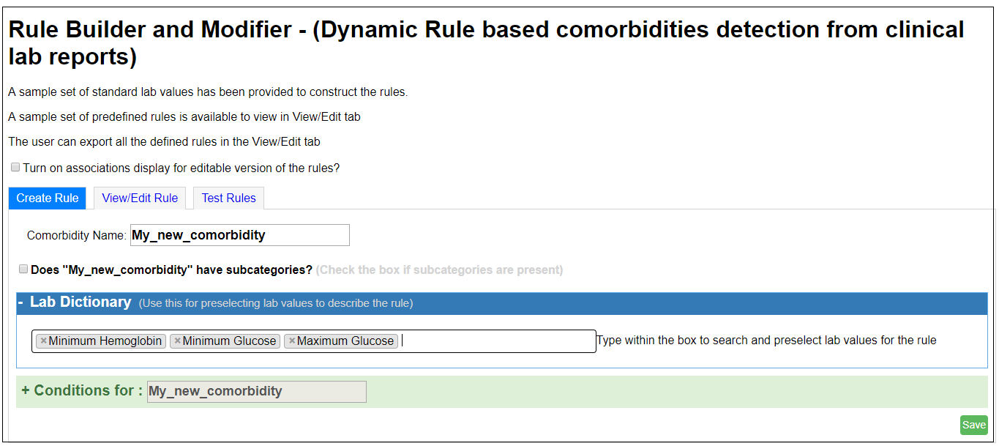 Rule Builder and Modifier - (Dynamic Rule based comorbidities detection from clinical
lab reports)
A sample set of standard lab values has been provided to construct the rules.
A sample set of predefined rules is available to view in View/Edit tab
The user can export all the defined rules in the View/Edit tab
Turn on associations display for editable version of the rules?
Create Rule View/Edit Rule Test Rules
Comorbidity Name: My_new_comorbidity
Does "My_new_comorbidity" have subcategories? (Check the box if subcategories are present)
- Lab Dictionary (Use this for preselecting lab values to describe the rule)
×Minimum Hemoglobin ×Minimum Glucose ×Maximum Glucose Type within the box to search and preselect lab values for the rule
+ Conditions for : My_new_comorbidity
Save